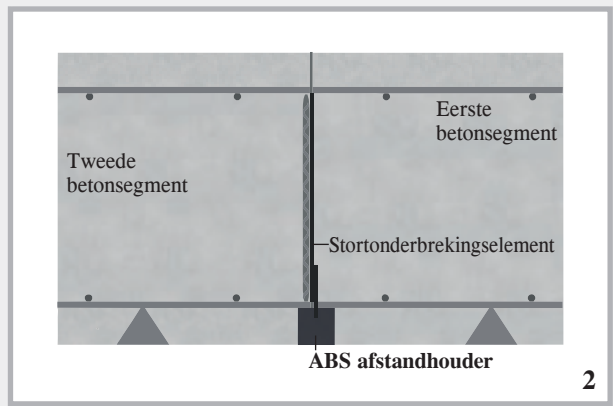 Eerste
betonsegment
Tweede
betonsegment
Stortonderbrekingselement
ABS afstandhouder
2